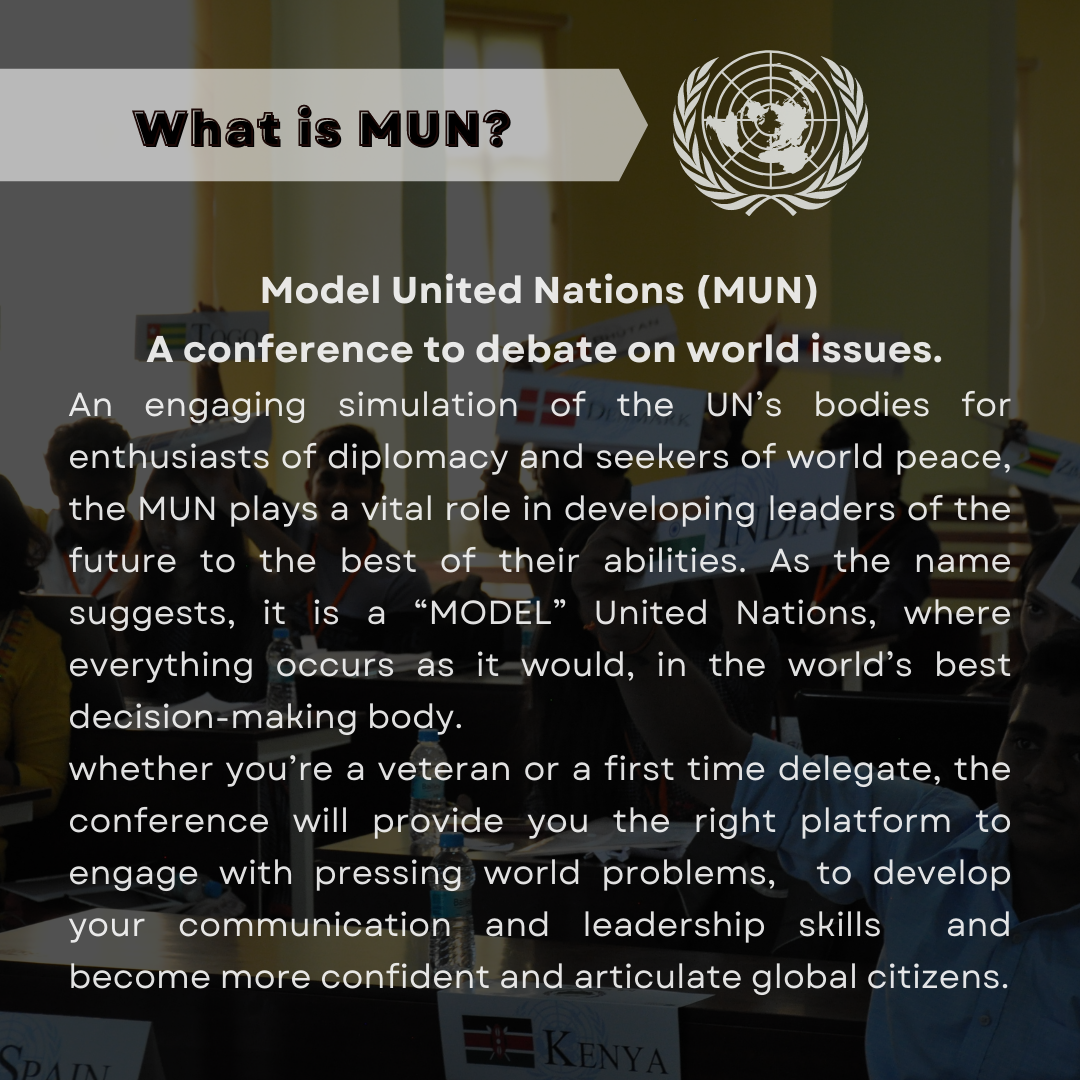 What is MUN?
Model United Nations (MUN)
A conference to debate on world issues.
An engaging simulation of the UN’s bodies for
enthusiasts of diplomacy and seekers of world peace,
the MUN plays a vital role in developing leaders of the
future to the best of their abilities. As the name
suggests, it is a “MODEL” United Nations, where
everything occurs as it would, in the world’s best
decision-making body.
whether you’re a veteran or a first time delegate, the
conference will provide you the right platform to
engage with pressing world problems, to develop
your communication and leadership skills and
become more confident and articulate global citizens.
TOGO
BHUTAN
DENMARK
INDIA
SPAIN
KENYA